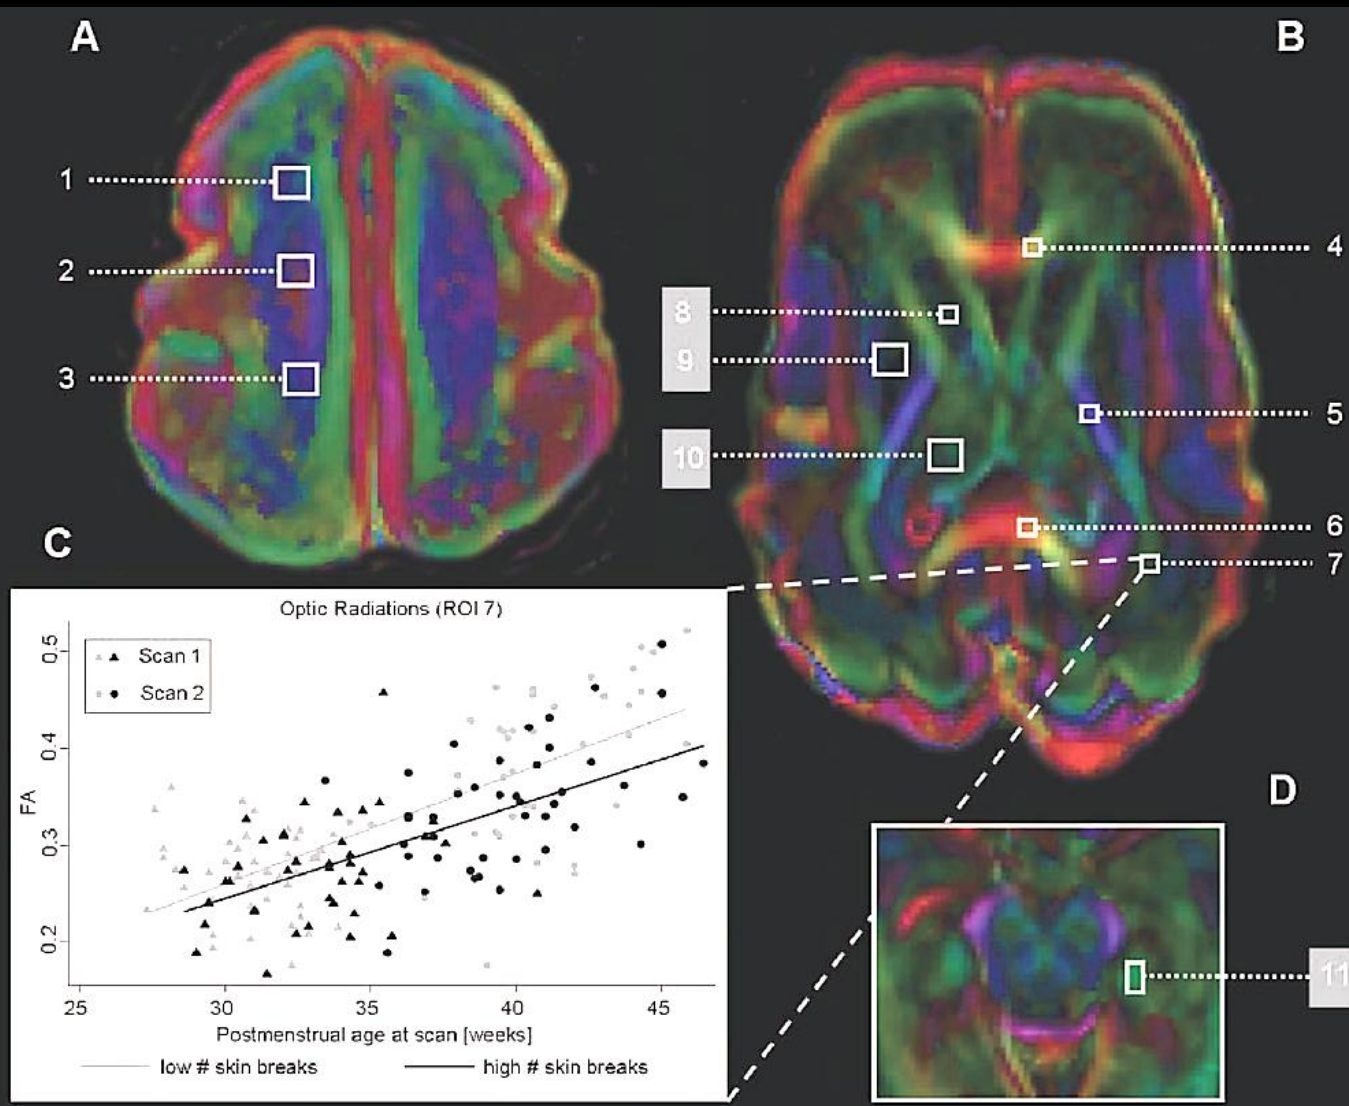 A
B
1
2
3
4
8
9
5
10
6
7
C
Optic Radiations (ROI 7)
Scan 1
Scan 2
FA
0.5
0.4
0.3
0.2
25 30 35 40 45
Postmenstrual age at scan [weeks]
low # skin breaks high # skin breaks
D
11